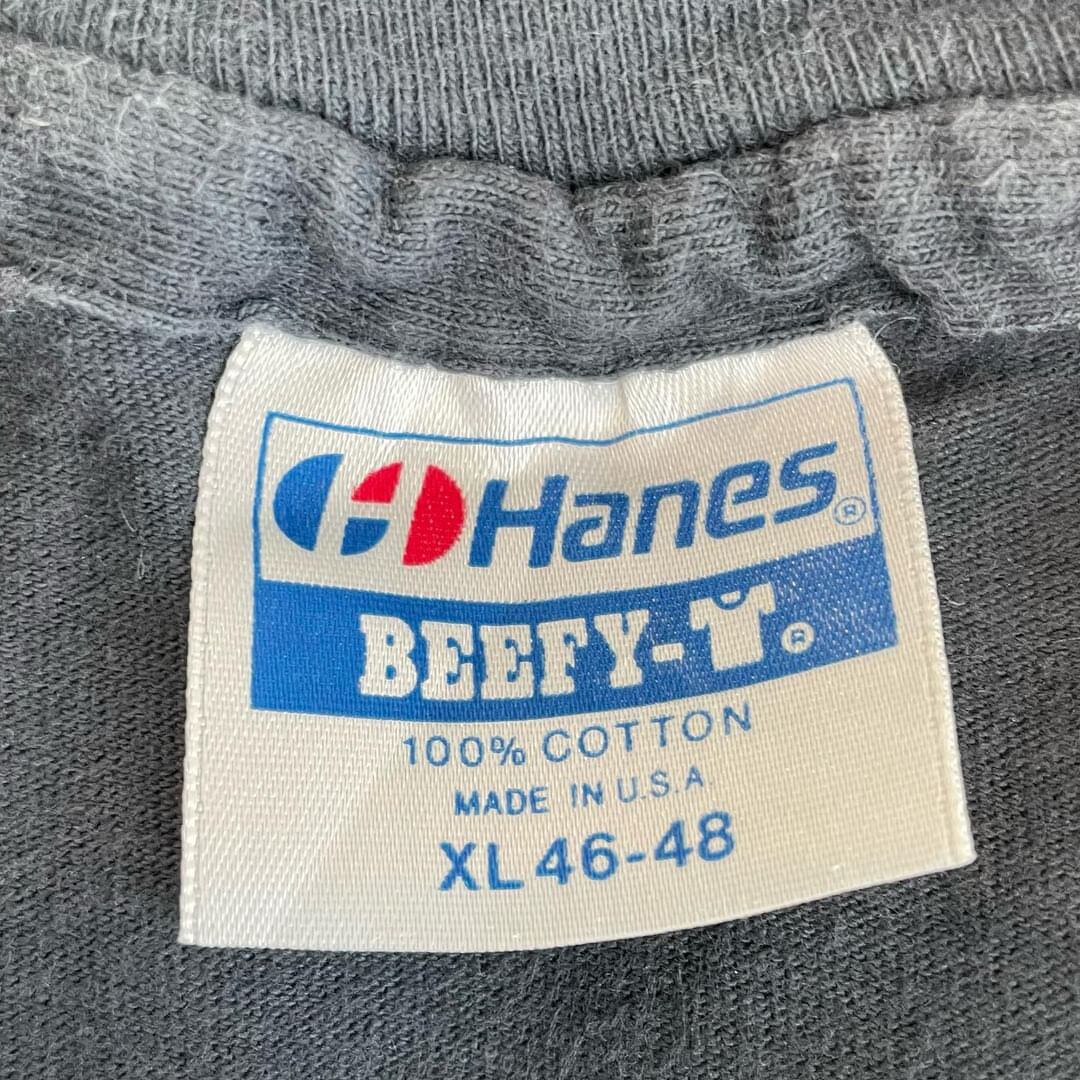 Hanes®
BEEFY-T®
100% COTTON
MADE IN U.S.A.
XL 46-48